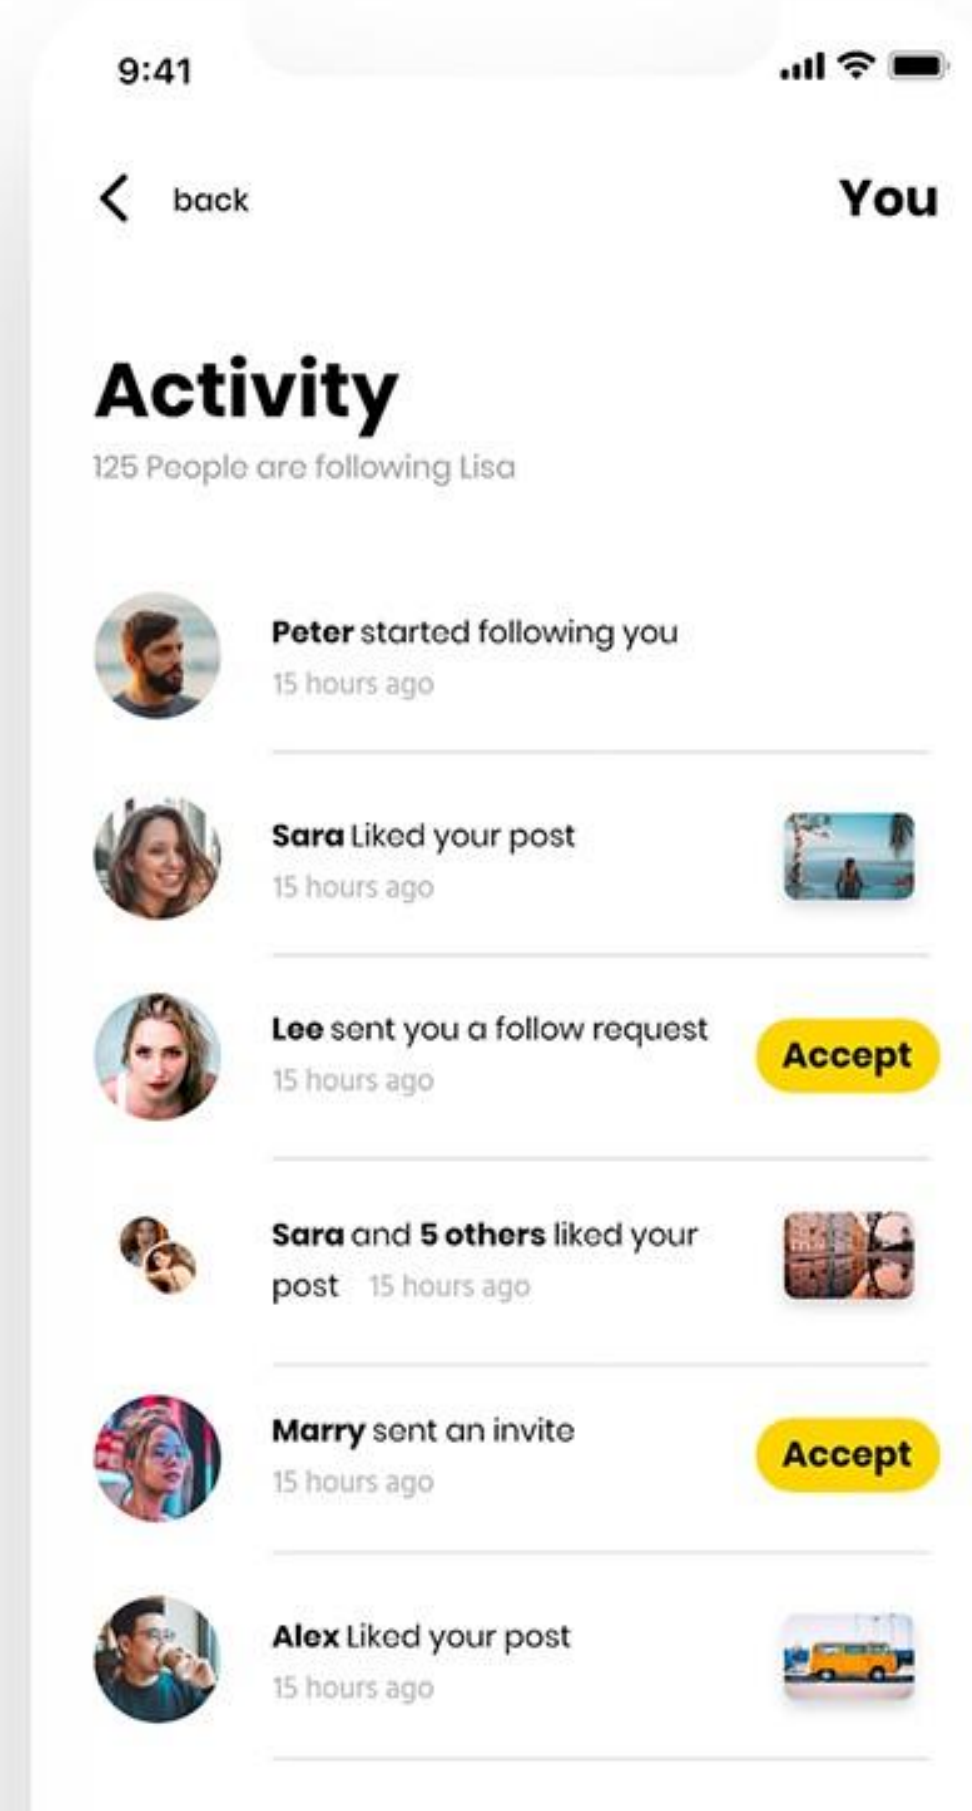 9:41
back
You
Activity
125 People are following Lisa
Peter started following you
15 hours ago
Sara Liked your post
15 hours ago
Lee sent you a follow request
15 hours ago
Accept
Sara and 5 others liked your
post 15 hours ago
Marry sent an invite
15 hours ago
Accept
Alex Liked your post
15 hours ago